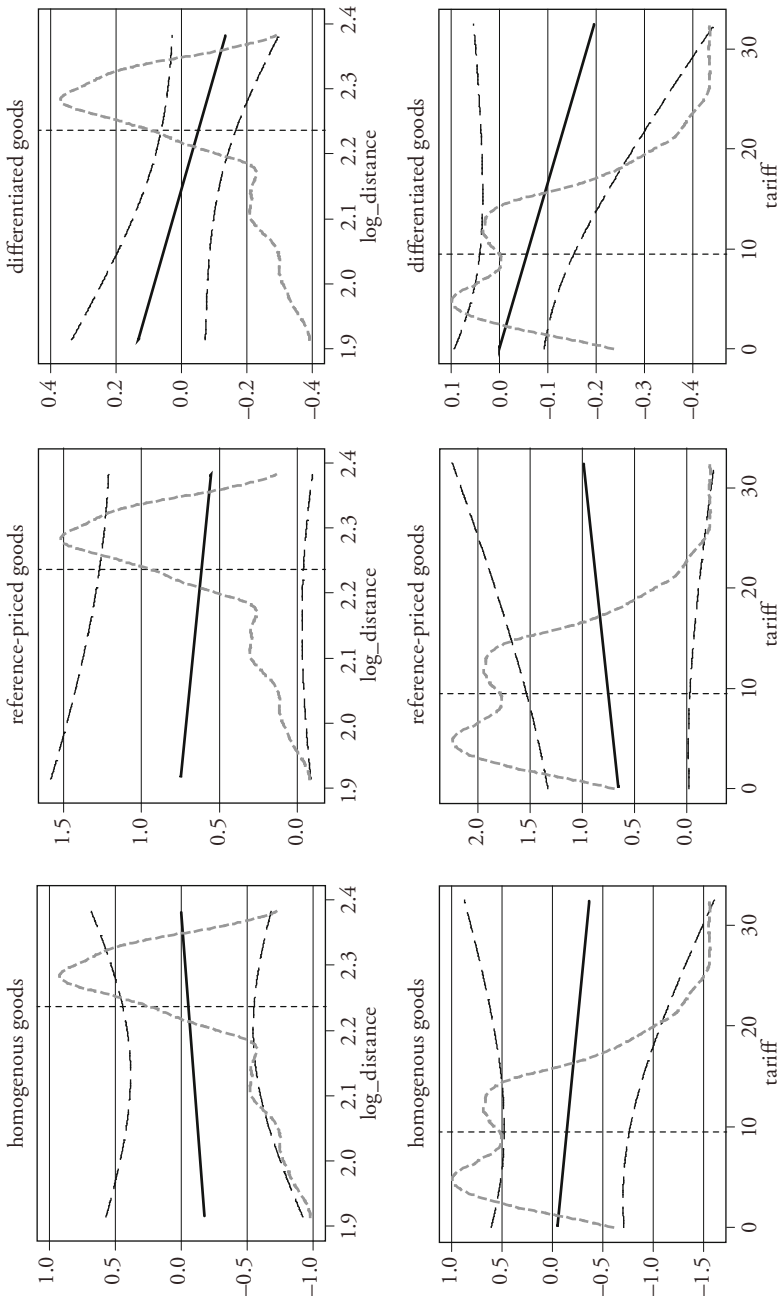 homogenous goods
1.0
0.5
0.0
−0.5
−1.0
1.9 2.0 2.1 2.2 2.3 2.4
log_distance
reference-priced goods
1.5
1.0
0.5
0.0
1.9 2.0 2.1 2.2 2.3 2.4
log_distance
differentiated goods
0.4
0.2
0.0
−0.2
−0.4
1.9 2.0 2.1 2.2 2.3 2.4
log_distance
homogenous goods
1.0
0.5
0.0
−0.5
−1.0
−1.5
0 10 20 30
tariff
reference-priced goods
2.0
1.5
1.0
0.5
0.0
0 10 20 30
tariff
differentiated goods
0.1
0.0
−0.1
−0.2
−0.3
−0.4
0 10 20 30
tariff